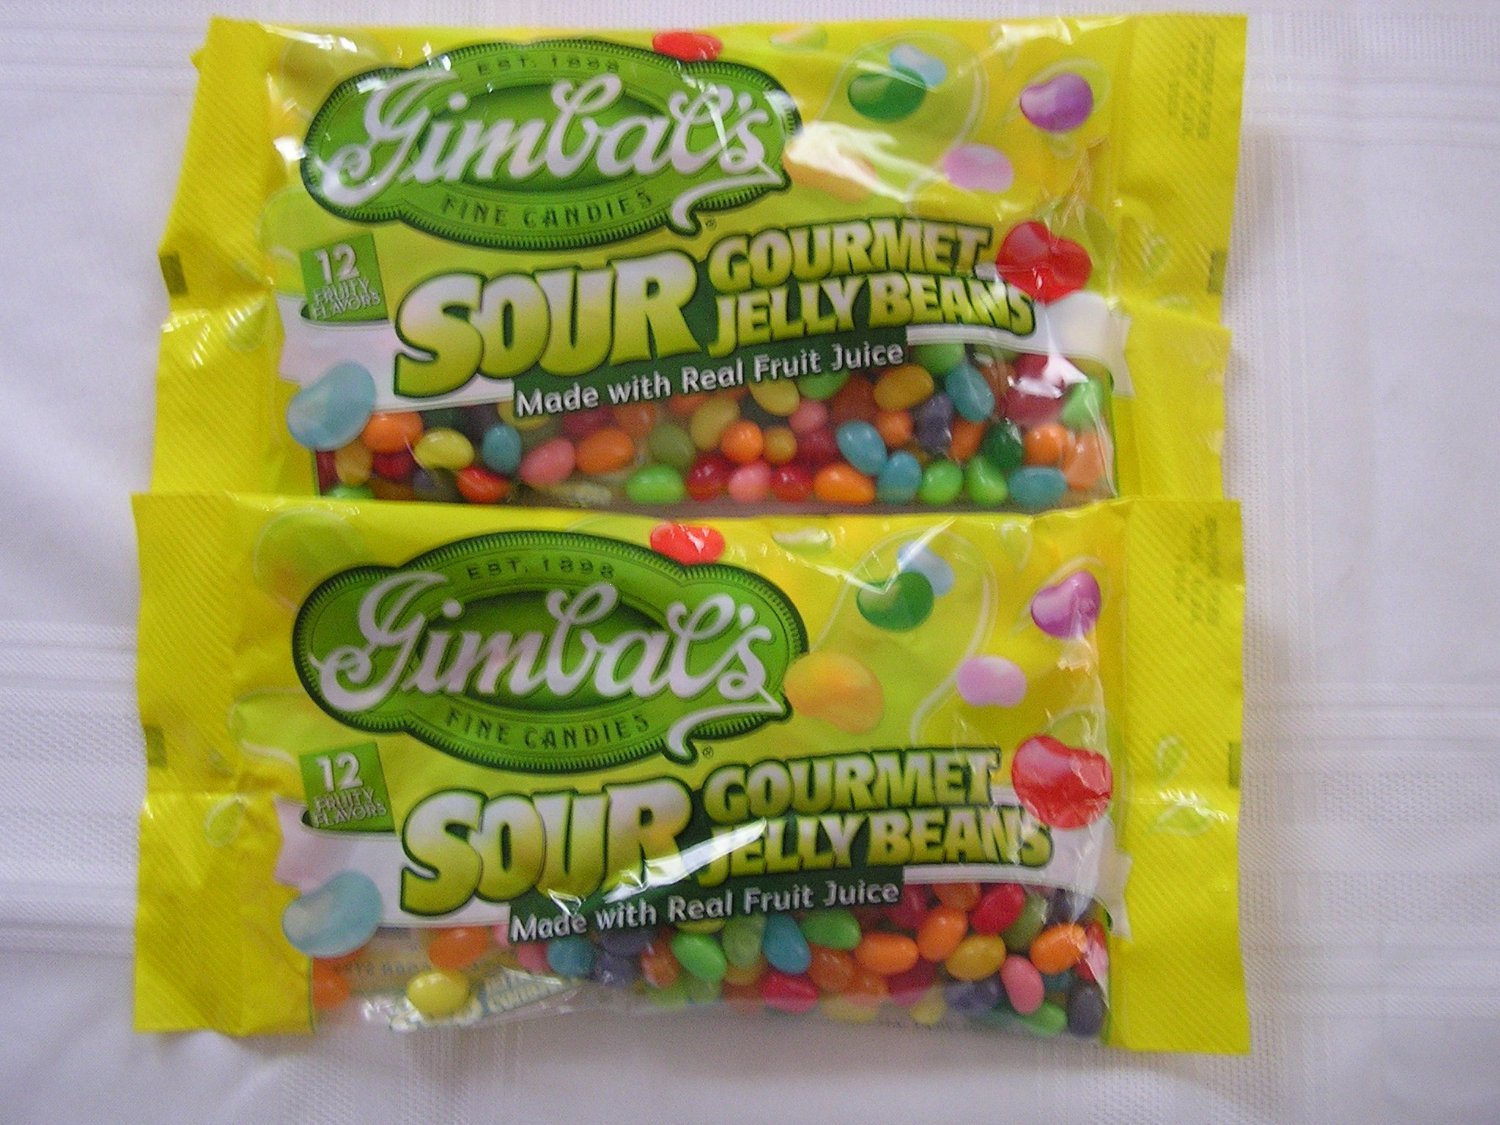 EST. 1898
Gimbal's
FINE CANDIES
®
12
FRUITY
FLAVORS
SOUR
GOURMET
JELLY BEANS
Made with Real Fruit Juice
EST. 1898
Gimbal's
FINE CANDIES
®
12
FRUITY
FLAVORS
SOUR
GOURMET
JELLY BEANS
Made with Real Fruit Juice